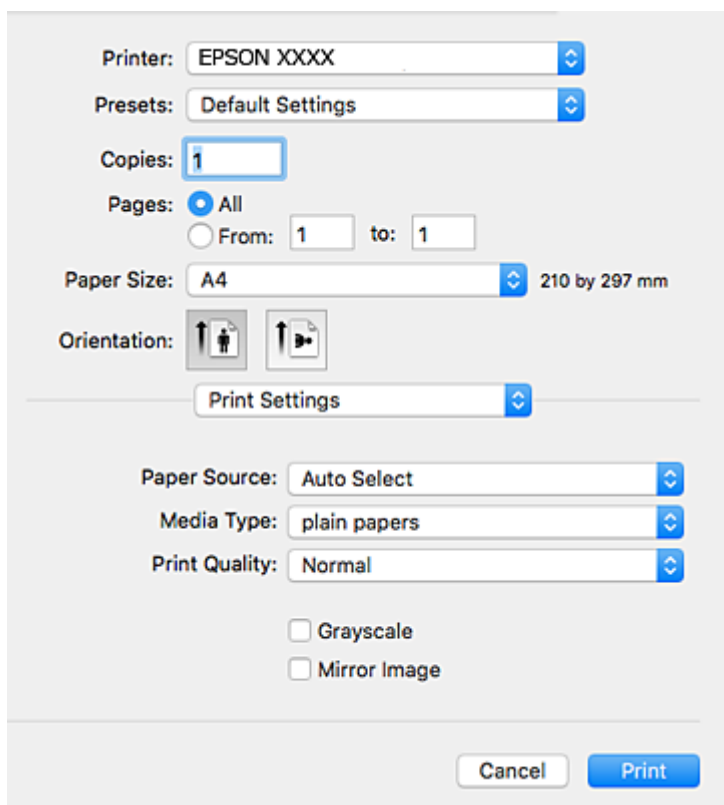 Printer: EPSON XXXX
Presets: Default Settings
Copies: 1
Pages: All
From: 1 to: 1
Paper Size: A4 210 by 297 mm
Orientation:
Print Settings
Paper Source: Auto Select
Media Type: plain papers
Print Quality: Normal
Grayscale
Mirror Image
Cancel Print